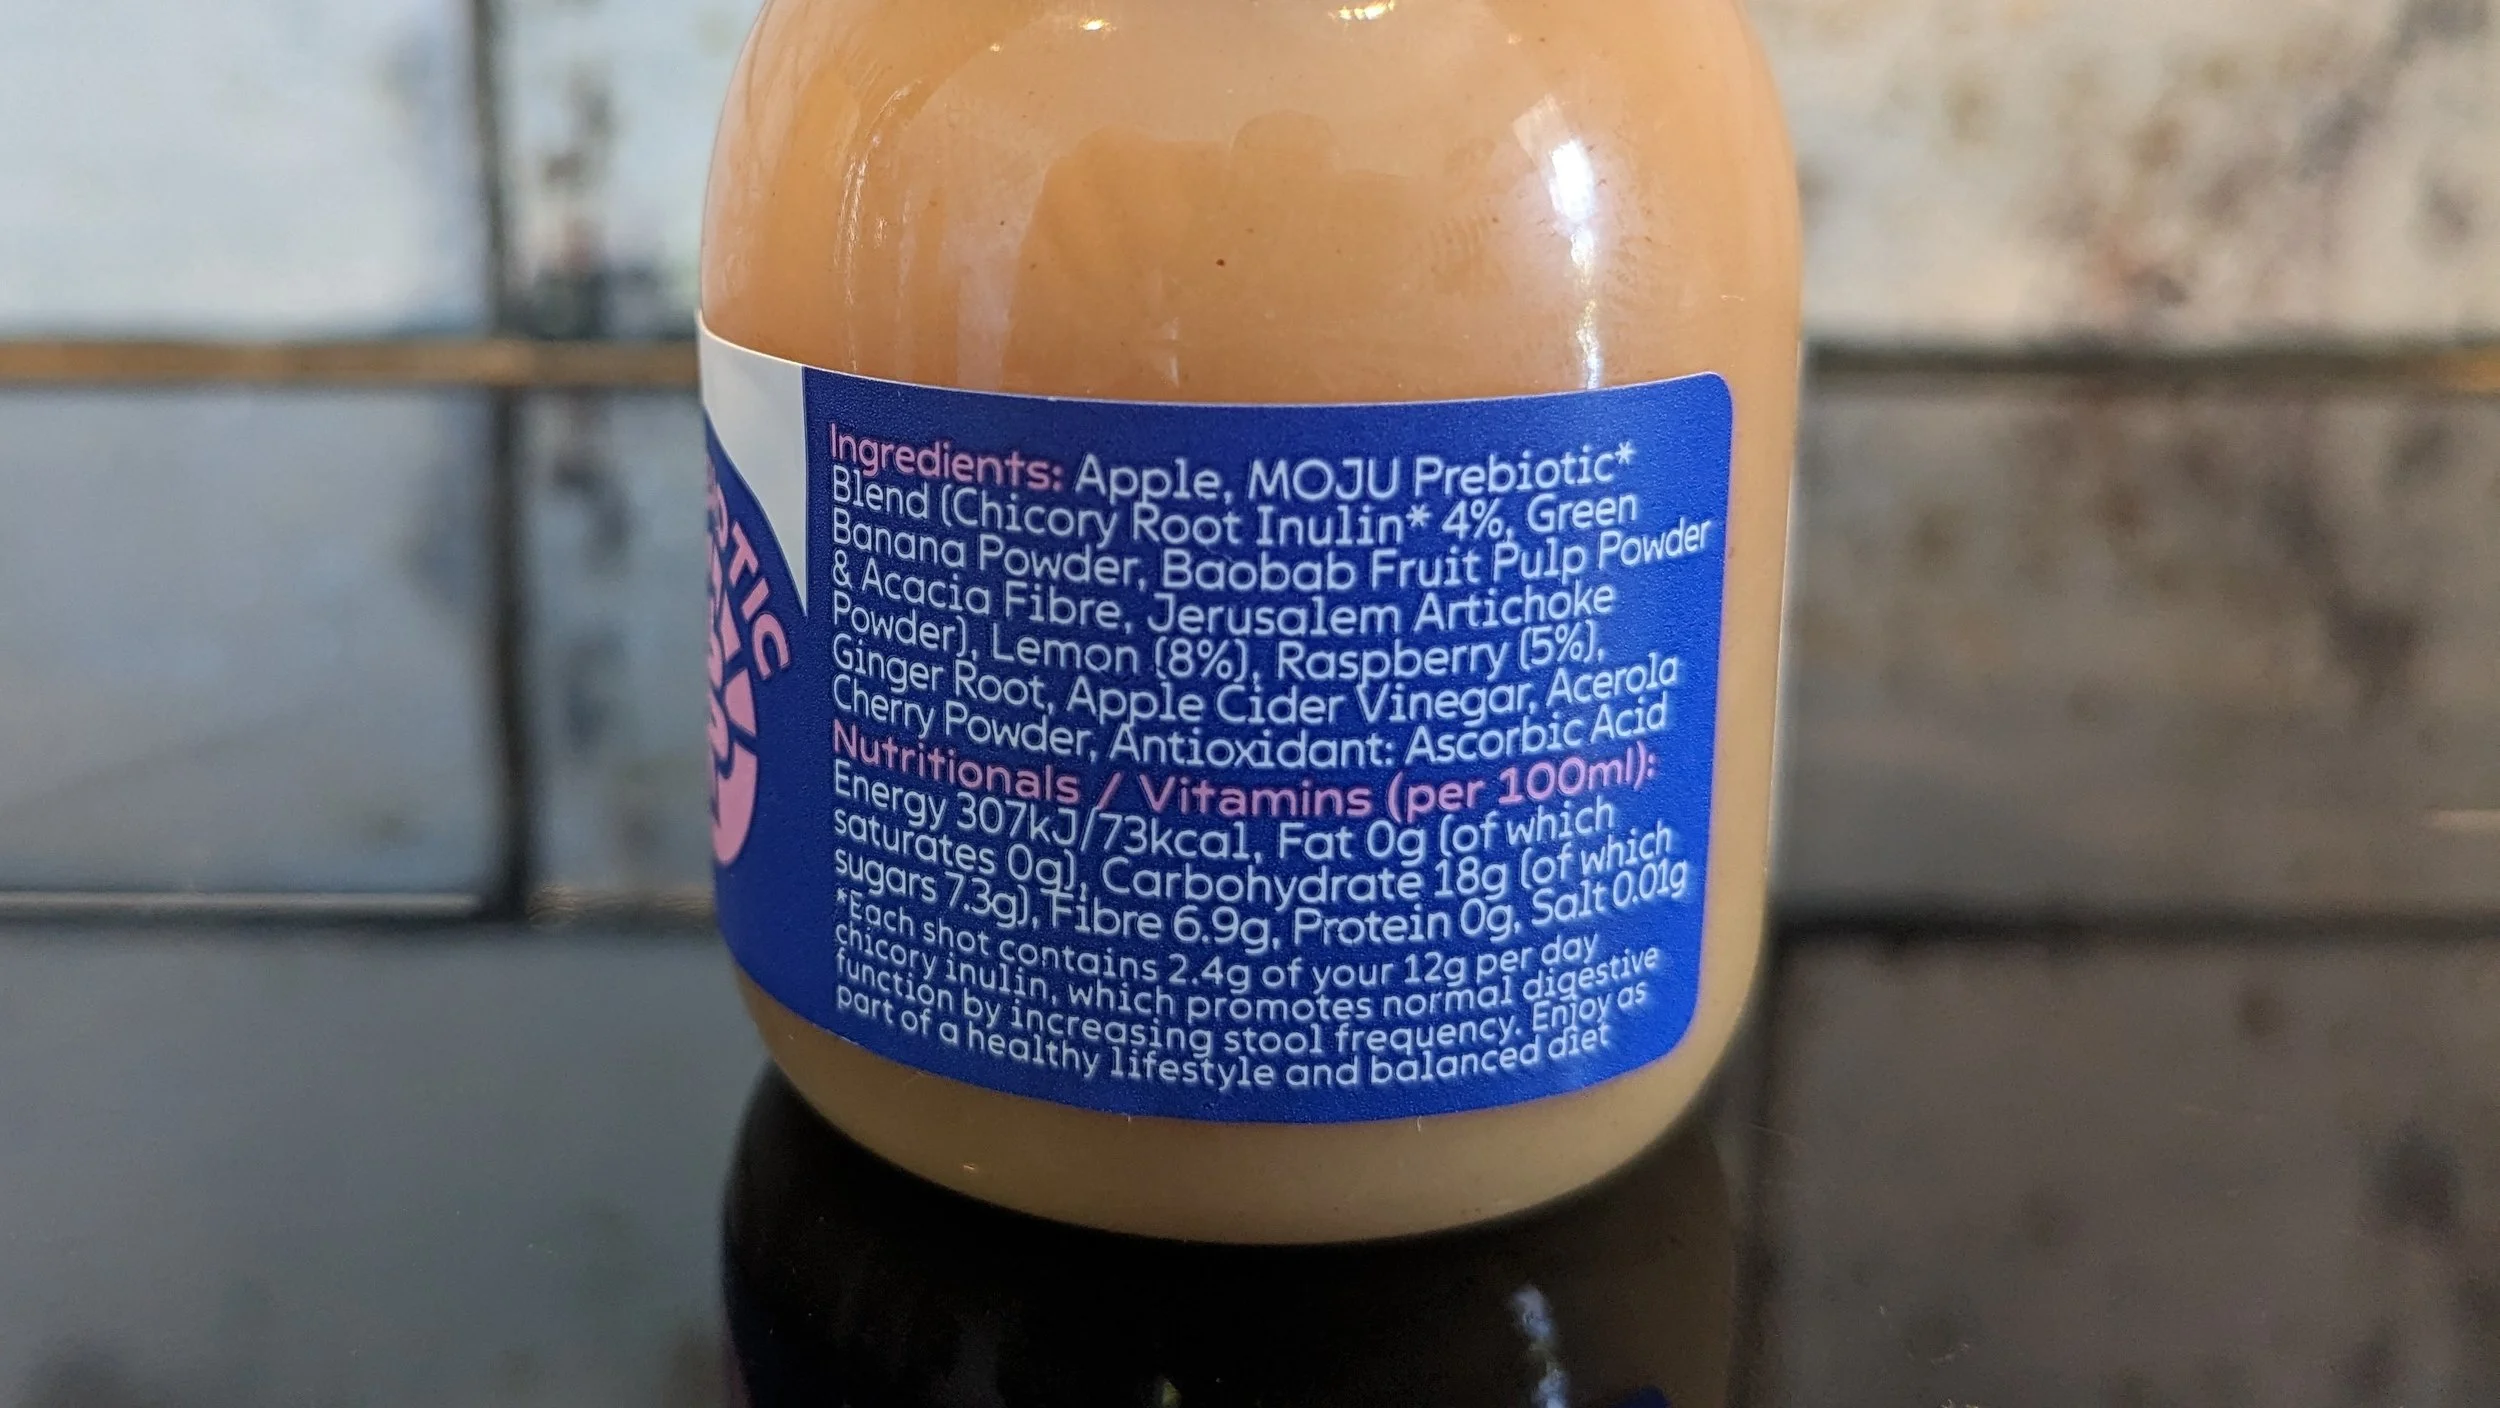 Ingredients: Apple, MOJU Prebiotic*
Blend (Chicory Root Inulin* 4%, Green
Banana Powder, Baobab Fruit Pulp Powder
& Acacia Fibre, Jerusalem Artichoke
Powder), Lemon (8%), Raspberry (5%),
Ginger Root, Apple Cider Vinegar, Acerola
Cherry Powder, Antioxidant: Ascorbic Acid
Nutritionals / Vitamins (per 100ml):
Energy 307kJ/73kcal, Fat 0g (of which
saturates 0g), Carbohydrate 18g (of which
sugars 7.3g), Fibre 6.9g, Protein 0g, Salt 0.01g
*Each shot contains 2.4g of your 12g per day
chicory inulin, which promotes normal digestive
function by increasing stool frequency. Enjoy as
part of a healthy lifestyle and balanced diet